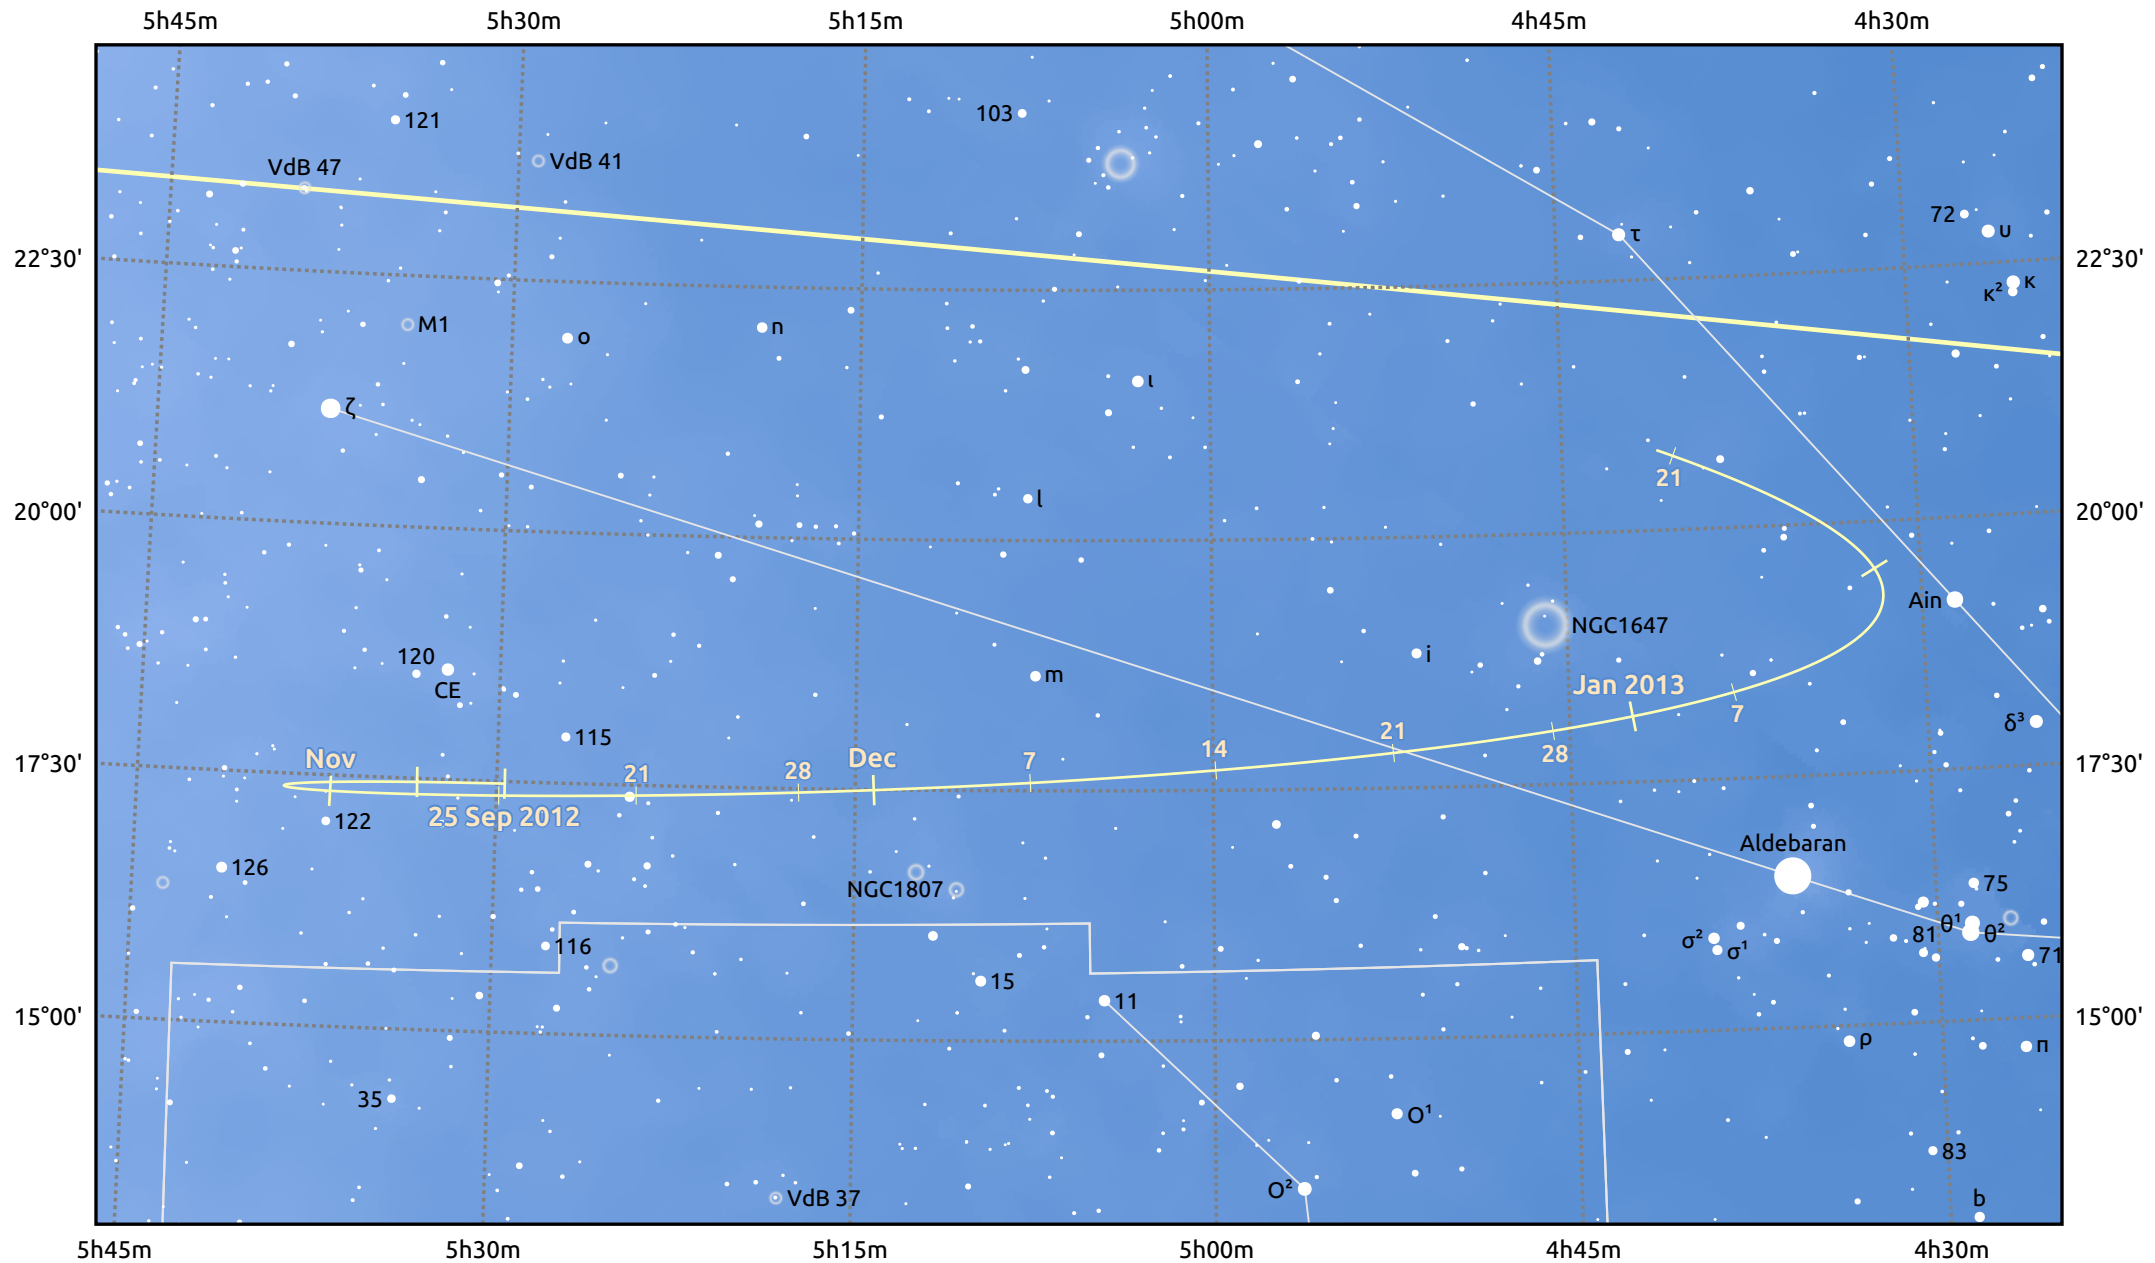 5h45m 5h30m 5h15m 5h00m 4h45m 4h30m
121
103
VdB 47
VdB 41
72
υ
τ
22°30' 22°30'
κ
κ²
M1
ο
n
ι
ζ
21
l
20°00' 20°00'
Ain
NGC1647
120
i
CE
m
Jan 2013
7
δ³
115
21
14
28
Nov
Dec
7
17°30' 17°30'
21
28
25 Sep 2012
122
Aldebaran
126
NGC1807
75
θ¹
81
θ²
116
σ²
σ¹
71
15
11
15°00' 15°00'
ρ
π
35
Ο¹
83
Ο²
VdB 37
b
5h45m 5h30m 5h15m 5h00m 4h45m 4h30m